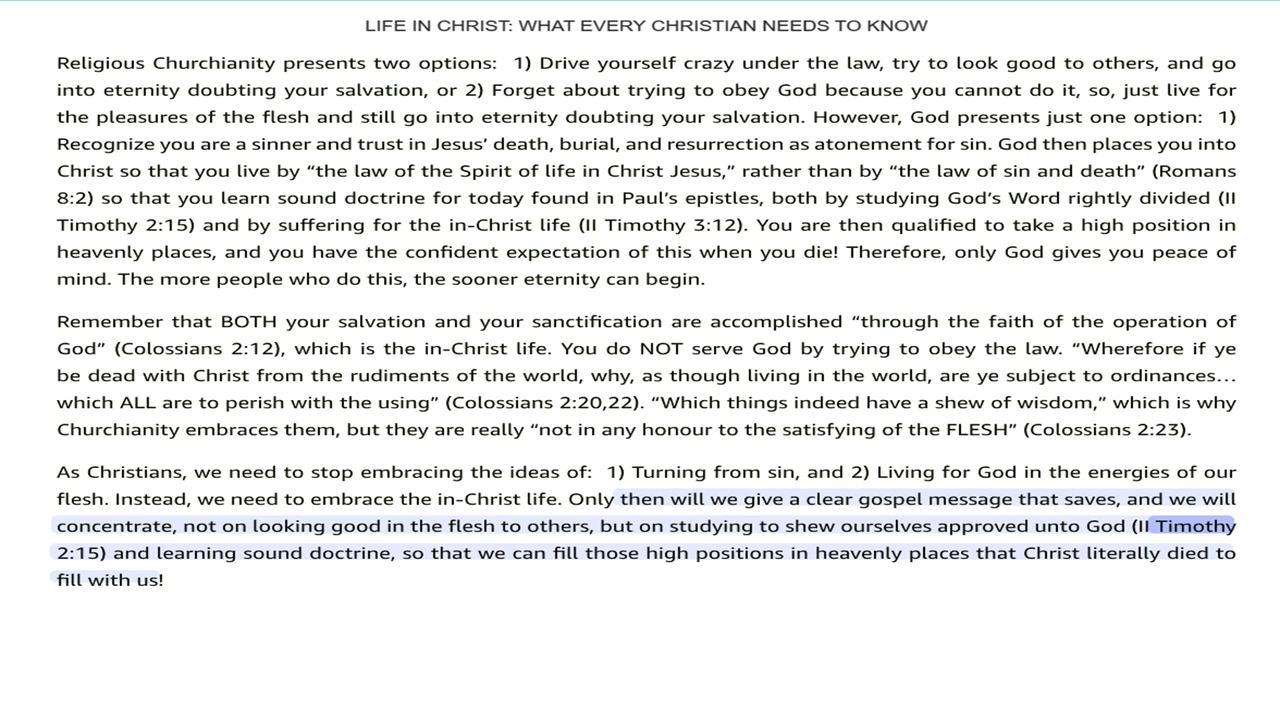 LIFE IN CHRIST: WHAT EVERY CHRISTIAN NEEDS TO KNOW
Religious Churchianity presents two options:  1) Drive yourself crazy under the law, try to look good to others, and go
into eternity doubting your salvation, or 2) Forget about trying to obey God because you cannot do it, so, just live for
the pleasures of the flesh and still go into eternity doubting your salvation. However, God presents just one option:  1)
Recognize you are a sinner and trust in Jesus’ death, burial, and resurrection as atonement for sin. God then places you into
Christ so that you live by “the law of the Spirit of life in Christ Jesus,” rather than by “the law of sin and death” (Romans
8:2) so that you learn sound doctrine for today found in Paul’s epistles, both by studying God’s Word rightly divided (II
Timothy 2:15) and by suffering for the in-Christ life (II Timothy 3:12). You are then qualified to take a high position in
heavenly places, and you have the confident expectation of this when you die! Therefore, only God gives you peace of
mind. The more people who do this, the sooner eternity can begin.
Remember that BOTH your salvation and your sanctification are accomplished “through the faith of the operation of
God” (Colossians 2:12), which is the in-Christ life. You do NOT serve God by trying to obey the law. “Wherefore if ye
be dead with Christ from the rudiments of the world, why, as though living in the world, are ye subject to ordinances…
which ALL are to perish with the using” (Colossians 2:20,22). “Which things indeed have a shew of wisdom,” which is why
Churchianity embraces them, but they are really “not in any honour to the satisfying of the FLESH” (Colossians 2:23).
As Christians, we need to stop embracing the ideas of:  1) Turning from sin, and 2) Living for God in the energies of our
flesh. Instead, we need to embrace the in-Christ life. Only then will we give a clear gospel message that saves, and we will
concentrate, not on looking good in the flesh to others, but on studying to shew ourselves approved unto God (II Timothy
2:15) and learning sound doctrine, so that we can fill those high positions in heavenly places that Christ literally died to
fill with us!